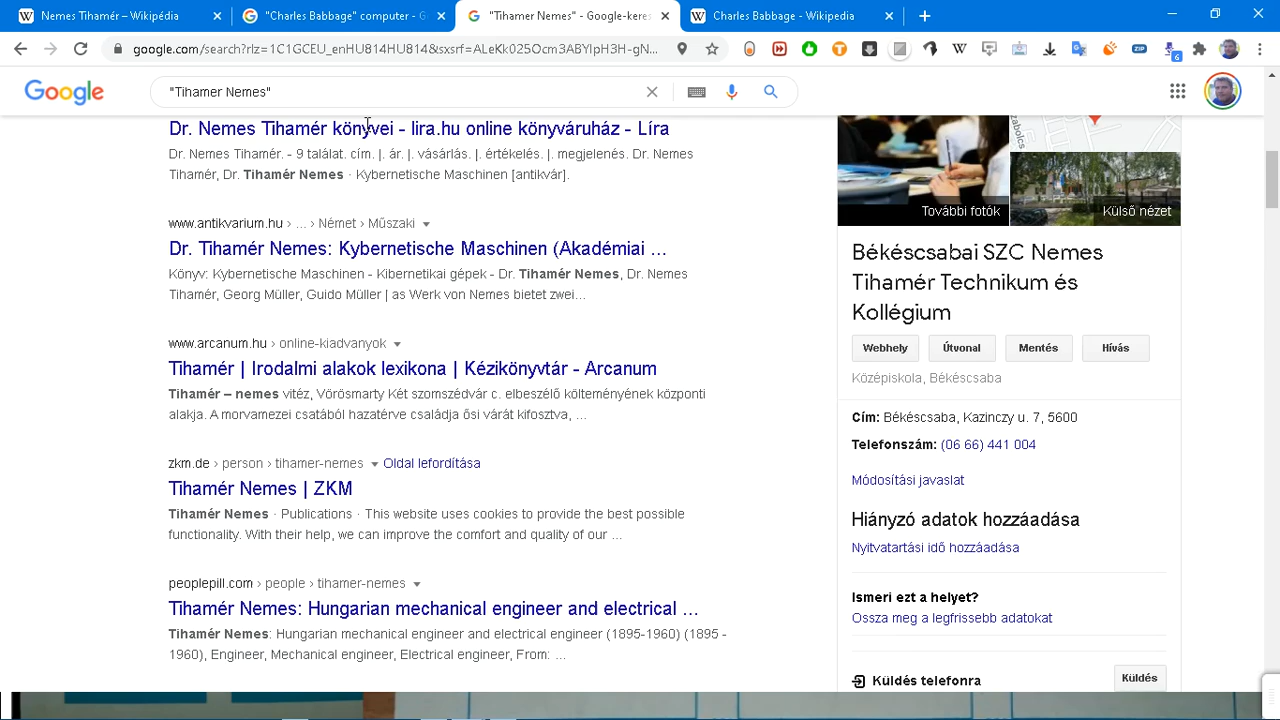 Nemes Tihamér – Wikipédia
"Charles Babbage" computer - G
"Tihamer Nemes" - Google-keres
Charles Babbage - Wikipedia
google.com/search?rlz=1C1GCEU_enHU814HU814&sxsrf=ALeKk025Ocm3ABYIpH3H-gN...
ZIP
6
Google
"Tihamer Nemes"
Dr. Nemes Tihamér könyvei - lira.hu online könyváruház - Líra
Dr. Nemes Tihamér. - 9 találat. cím. |. ár. |. vásárlás. |. értékelés. |. megjelenés. Dr. Nemes
Tihamér, Dr. Tihamér Nemes · Kybernetische Maschinen [antikvár].
www.antikvarium.hu › ... › Német › Műszaki
Dr. Tihamér Nemes: Kybernetische Maschinen (Akadémiai ...
Könyv: Kybernetische Maschinen - Kibernetikai gépek - Dr. Tihamér Nemes, Dr. Nemes
Tihamér, Georg Müller, Guido Müller | as Werk von Nemes bietet zwei...
www.arcanum.hu › online-kiadvanyok
Tihamér | Irodalmi alakok lexikona | Kézikönyvtár - Arcanum
Tihamér – nemes vitéz, Vörösmarty Két szomszédvár c. elbeszélő költeményének központi
alakja. A morvamezei csatából hazatérve családja ősi várát kifosztva, ...
zkm.de › person › tihamer-nemes Oldal lefordítása
Tihamér Nemes | ZKM
Tihamér Nemes · Publications · This website uses cookies to provide the best possible
functionality. With their help, we can improve the comfort and quality of our ...
peoplepill.com › people › tihamer-nemes
Tihamér Nemes: Hungarian mechanical engineer and electrical ...
Tihamér Nemes: Hungarian mechanical engineer and electrical engineer (1895-1960) (1895 -
1960), Engineer, Mechanical engineer, Electrical engineer, From: ...
szabolcs
További fotók
Külső nézet
Békéscsabai SZC Nemes
Tihamér Technikum és
Kollégium
Webhely
Útvonal
Mentés
Hívás
Középiskola, Békéscsaba
Cím: Békéscsaba, Kazinczy u. 7, 5600
Telefonszám: (06 66) 441 004
Módosítási javaslat
Hiányzó adatok hozzáadása
Nyitvatartási idő hozzáadása
Ismeri ezt a helyet?
Ossza meg a legfrissebb adatokat
Küldés telefonra
Küldés